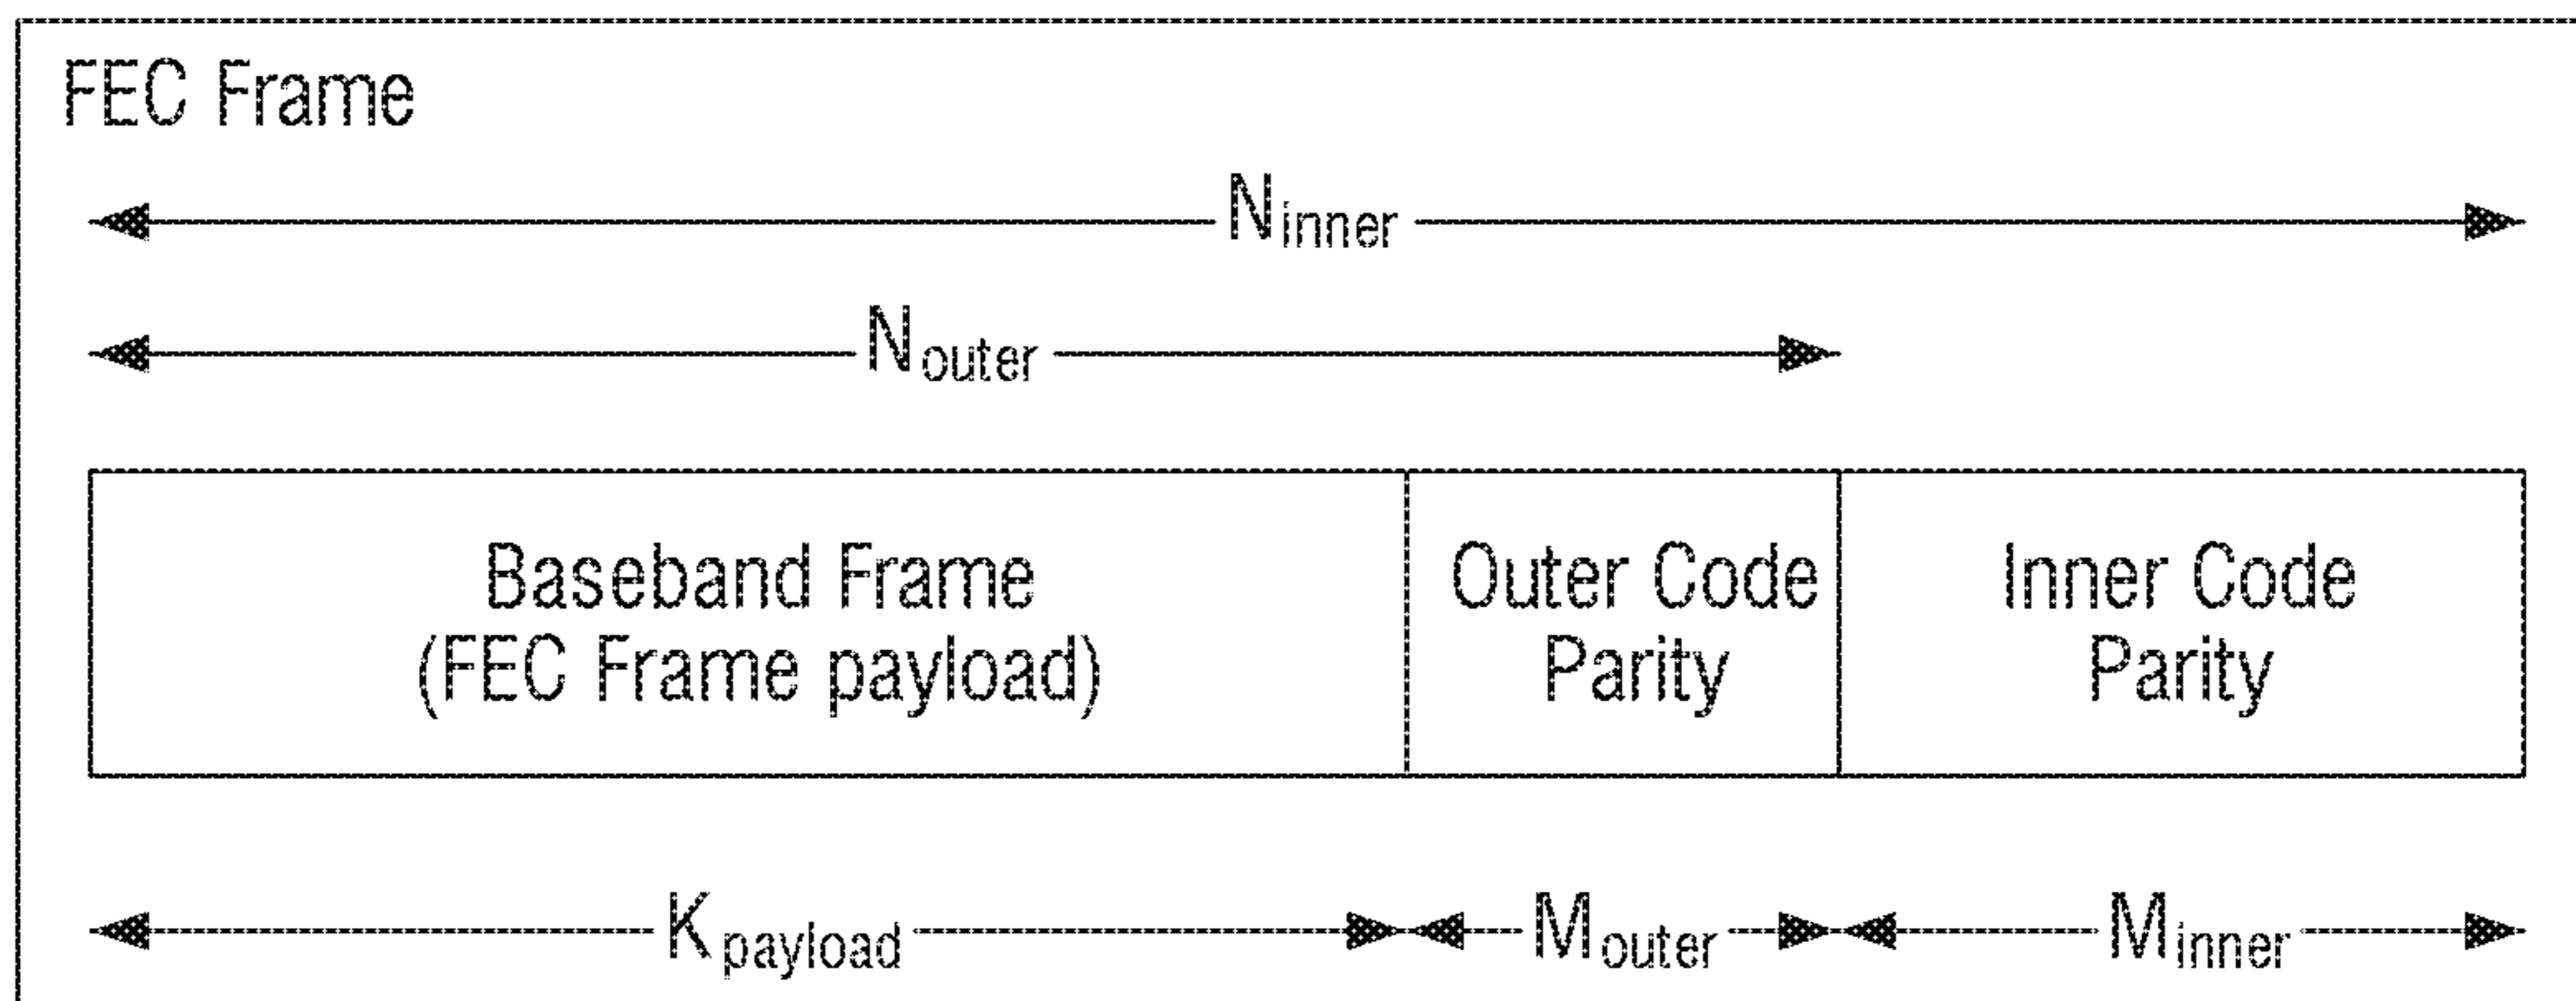 FEC Frame
Ninner
Nouter
Baseband Frame
(FEC Frame payload)
Outer Code
Parity
Inner Code
Parity
Kpayload
Mouter
Minner